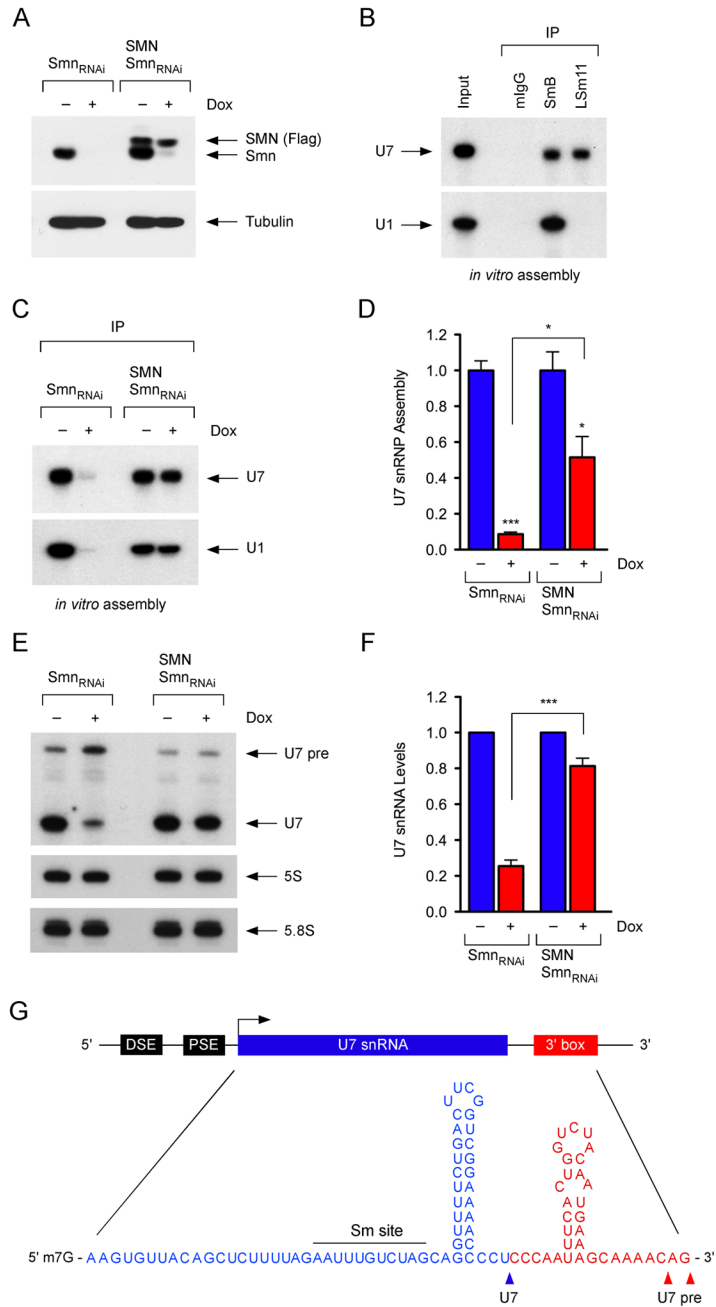 A
Smn RNAi
SMN
Smn RNAi
– + – + Dox
SMN (Flag)
Smn
Tubulin
B
IP
Input mIgG SmB LSm11
U7
U1
in vitro assembly
C
IP
Smn RNAi
SMN
Smn RNAi
– + – + Dox
U7
U1
in vitro assembly
D
U7 snRNP Assembly
1.2
1.0
0.8
0.6
0.4
0.2
0.0
*
***
*
– + – + Dox
Smn RNAi
SMN
Smn RNAi
E
Smn RNAi
SMN
Smn RNAi
– + – + Dox
U7 pre
U7
5S
5.8S
F
U7 snRNA Levels
1.2
1.0
0.8
0.6
0.4
0.2
0.0
***
– + – + Dox
Smn RNAi
SMN
Smn RNAi
G
5' DSE PSE U7 snRNA 3' box 3'
Sm site
5' m7G - AAGUGUUACAGCUCUUUUAGAAUUUGUCUAGCAGCCCUCCCAAUAGCAAAACAG - 3'
U7 U7 pre